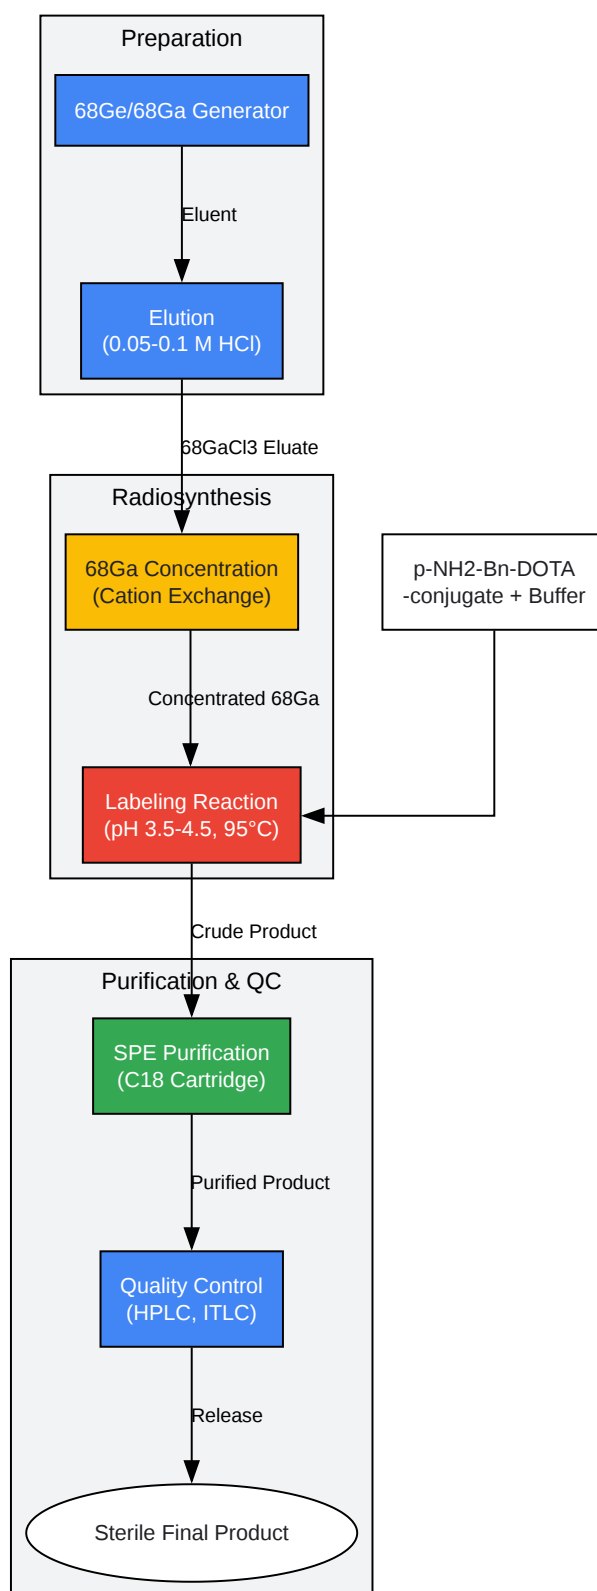 Preparation
68Ge/68Ga Generator
Eluent
Elution
(0.05-0.1 M HCl)
68GaCl3 Eluate
Radiosynthesis
68Ga Concentration
(Cation Exchange)
p-NH2-Bn-DOTA
-conjugate + Buffer
Concentrated 68Ga
Labeling Reaction
(pH 3.5-4.5, 95°C)
Crude Product
Purification & QC
SPE Purification
(C18 Cartridge)
Purified Product
Quality Control
(HPLC, ITLC)
Release
Sterile Final Product